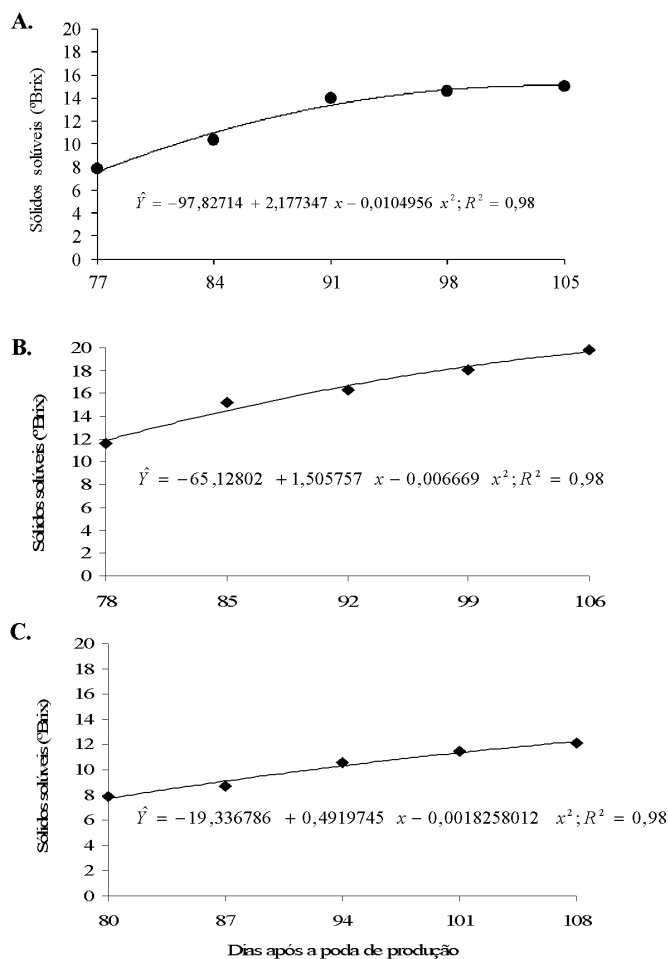 A.
Sólidos solúveis (ºBrix)
20
18
16
14
12
10
8
6
4
2
0
Ŷ = −97,82714 + 2,177347 x − 0,0104956 x²; R² = 0,98
77 84 91 98 105
B.
Sólidos solúveis (ºBrix)
20
18
16
14
12
10
8
6
4
2
0
Ŷ = −65,12802 + 1,505757 x − 0,006669 x²; R² = 0,98
78 85 92 99 106
C.
Sólidos solúveis (ºBrix)
20
18
16
14
12
10
8
6
4
2
0
Ŷ = −19,336786 + 0,4919745 x − 0,0018258012 x²; R² = 0,98
80 87 94 101 108
Dias após a poda de produção